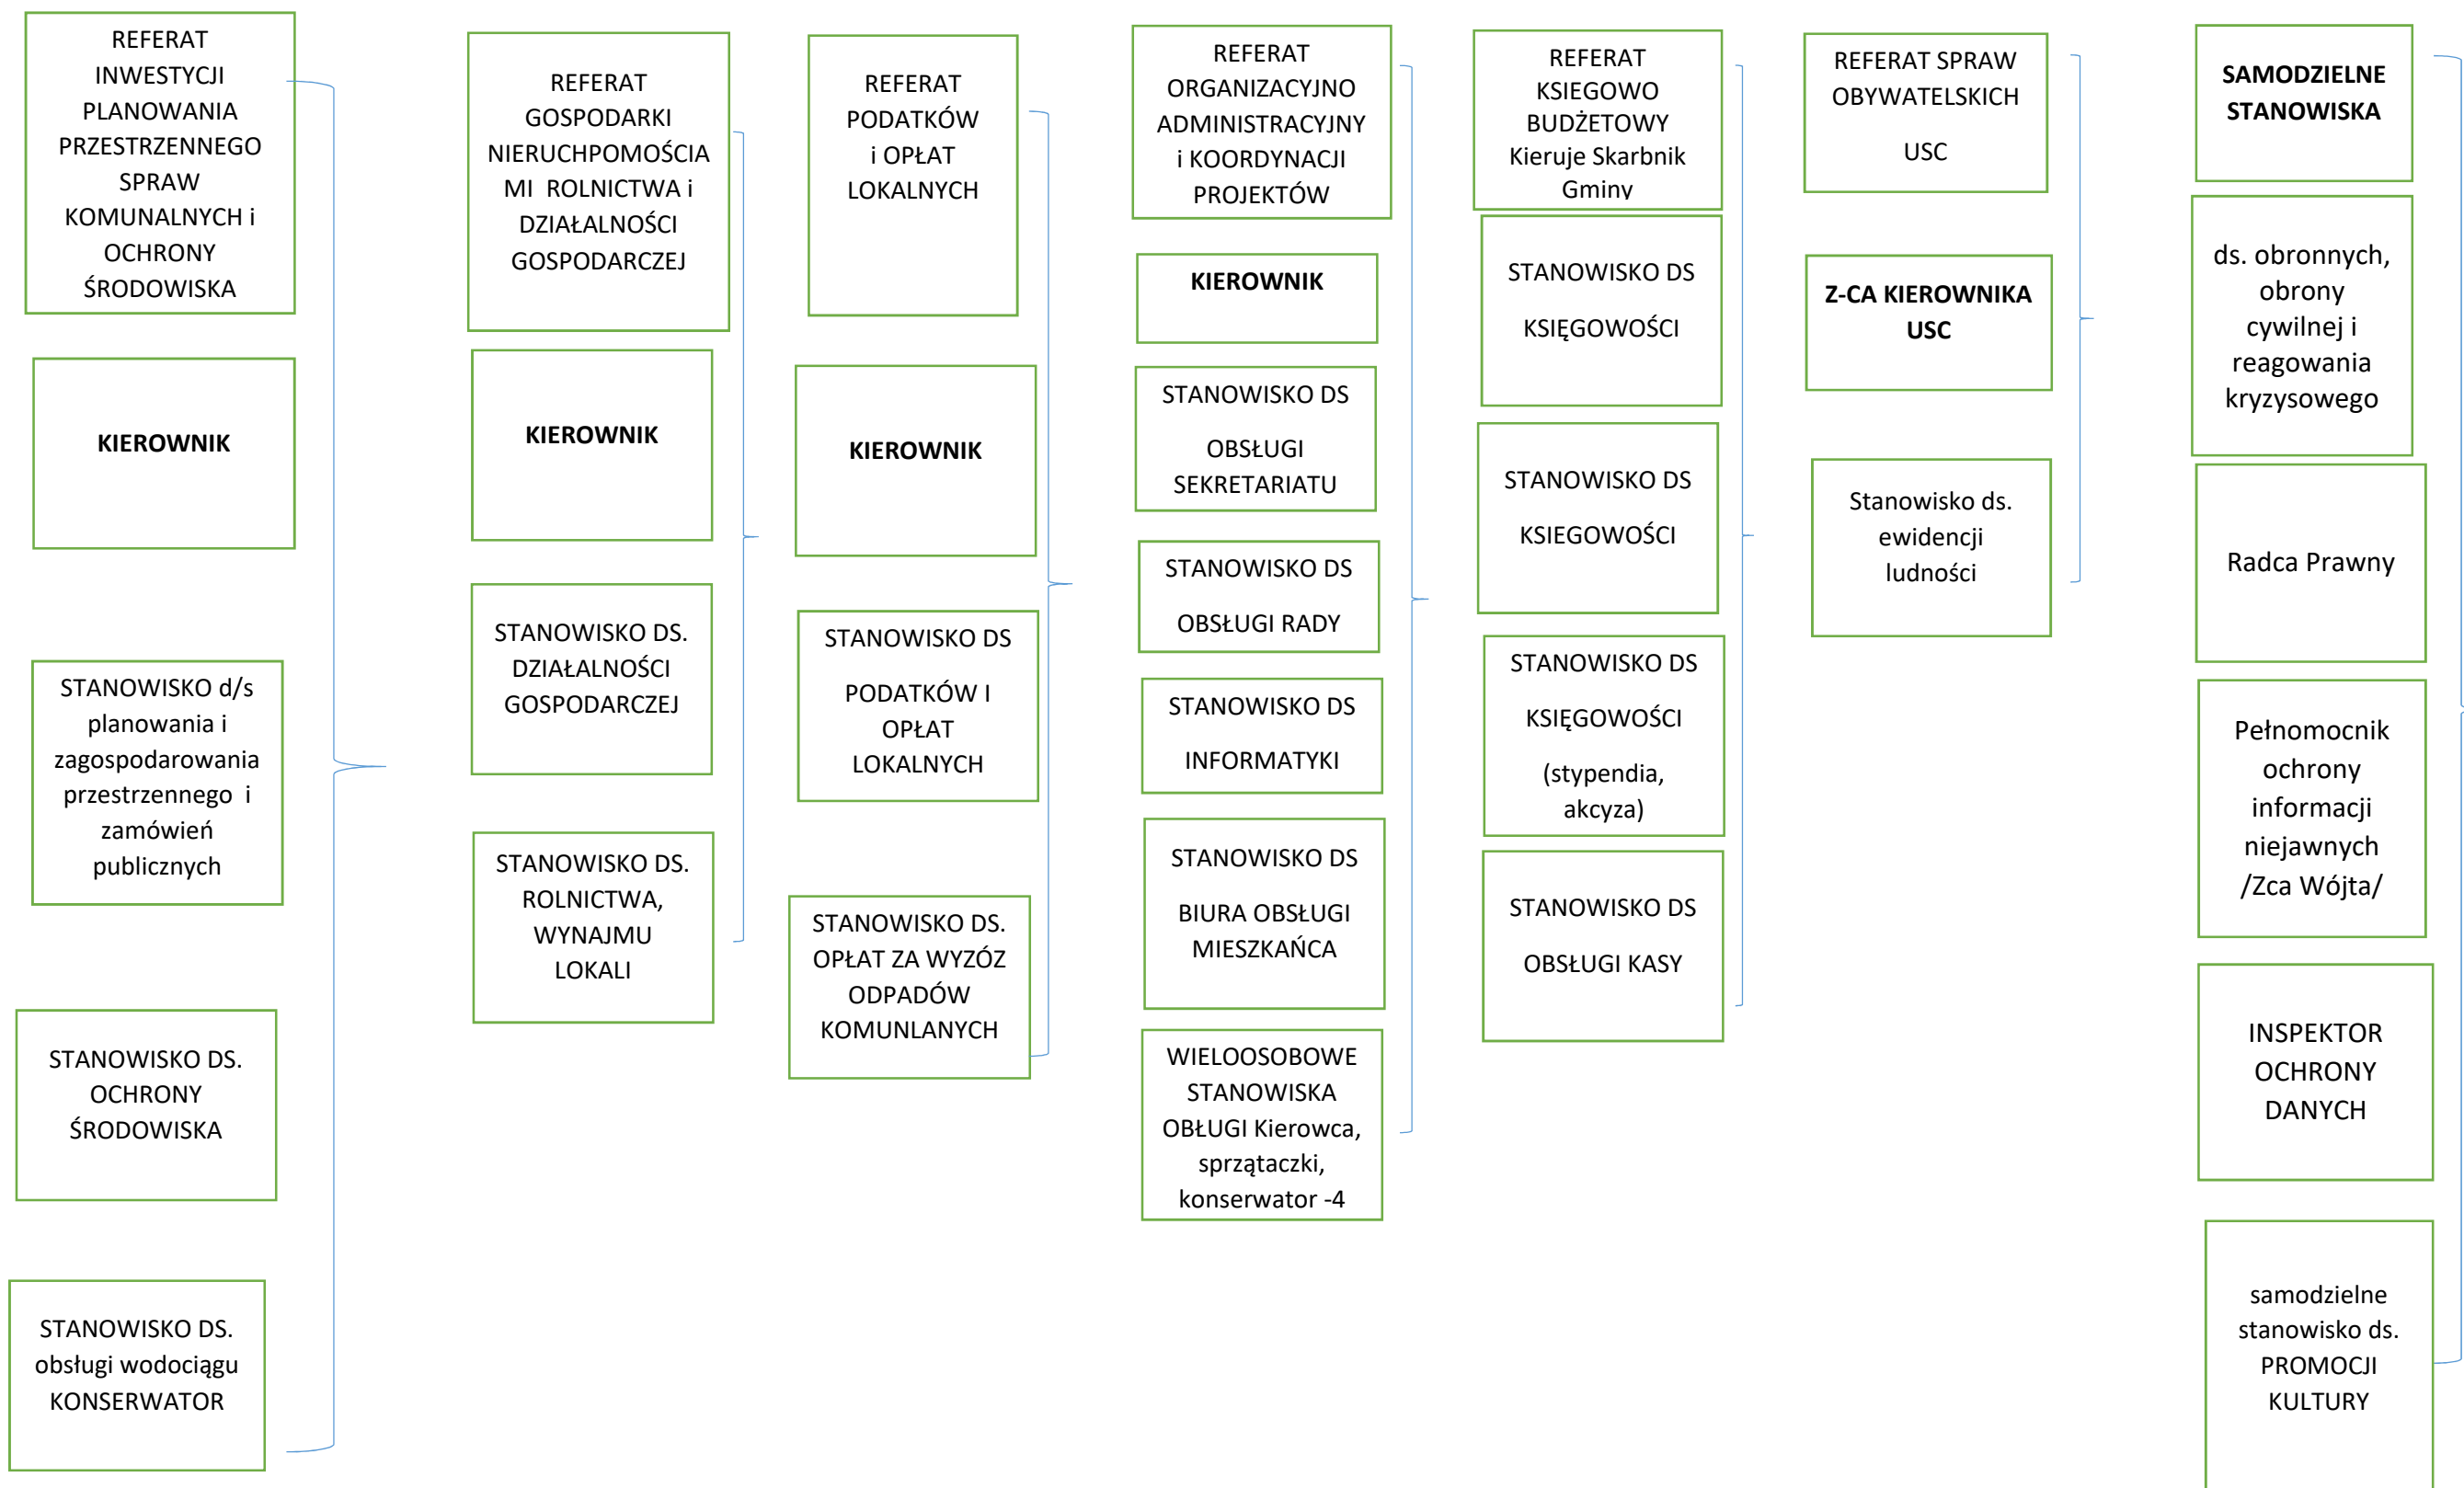 REFERAT
INWESTYCJI
PLANOWANIA
PRZESTRZENNEGO
SPRAW
KOMUNALNYCH i
OCHRONY
ŚRODOWISKA
KIEROWNIK
STANOWISKO d/s
planowania i
zagospodarowania
przestrzennego i
zamówień
publicznych
STANOWISKO DS.
OCHRONY
ŚRODOWISKA
STANOWISKO DS.
obsługi wodociągu
KONSERWATOR
REFERAT
GOSPODARKI
NIERUCHPOMOŚCIA
MI ROLNICTWA i
DZIAŁALNOŚCI
GOSPODARCZEJ
KIEROWNIK
STANOWISKO DS.
DZIAŁALNOŚCI
GOSPODARCZEJ
STANOWISKO DS.
ROLNICTWA,
WYNAJMU
LOKALI
REFERAT
PODATKÓW
i OPŁAT
LOKALNYCH
KIEROWNIK
STANOWISKO DS
PODATKÓW I
OPŁAT
LOKALNYCH
STANOWISKO DS.
OPŁAT ZA WYZÓZ
ODPADÓW
KOMUNLANYCH
REFERAT
ORGANIZACYJNO
ADMINISTRACYJNY
i KOORDYNACJI
PROJEKTÓW
KIEROWNIK
STANOWISKO DS
OBSŁUGI
SEKRETARIATU
STANOWISKO DS
OBSŁUGI RADY
STANOWISKO DS
INFORMATYKI
STANOWISKO DS
BIURA OBSŁUGI
MIESZKAŃCA
WIELOOSOBOWE
STANOWISKA
OBŁUGI Kierowca,
sprzątaczki,
konserwator -4
REFERAT
KSIEGOWO
BUDŻETOWY
Kieruje Skarbnik
Gminy
STANOWISKO DS
KSIĘGOWOŚCI
STANOWISKO DS
KSIEGOWOŚCI
STANOWISKO DS
KSIĘGOWOŚCI
(stypendia,
akcyza)
STANOWISKO DS
OBSŁUGI KASY
REFERAT SPRAW
OBYWATELSKICH
USC
Z-CA KIEROWNIKA
USC
Stanowisko ds.
ewidencji
ludności
SAMODZIELNE
STANOWISKA
ds. obronnych,
obrony
cywilnej i
reagowania
kryzysowego
Radca Prawny
Pełnomocnik
ochrony
informacji
niejawnych
/Zca Wójta/
INSPEKTOR
OCHRONY
DANYCH
samodzielne
stanowisko ds.
PROMOCJI
KULTURY